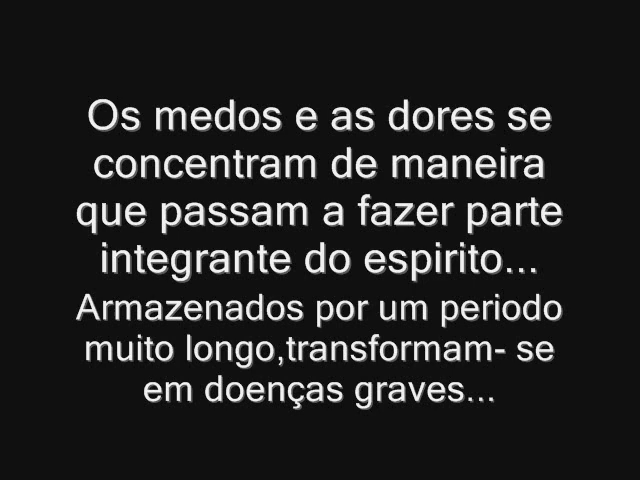 Os medos e as dores se
concentram de maneira
que passam a fazer parte
integrante do espirito...
Armazenados por um periodo
muito longo,transformam- se
em doenças graves...